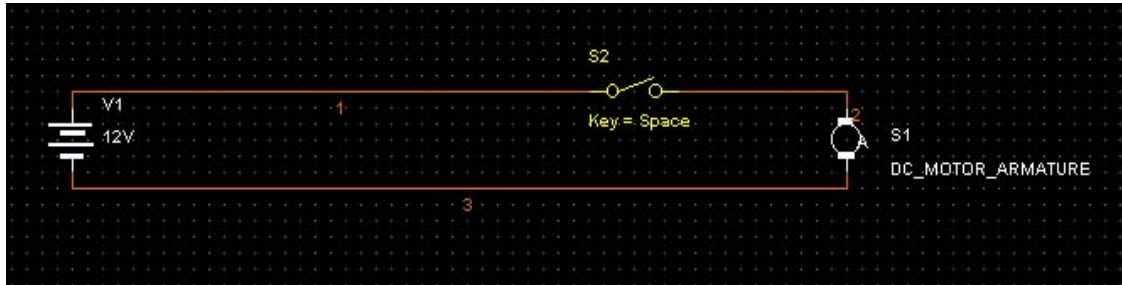 S2
V1
1
Key = Space
2
12V
A
S1
DC_MOTOR_ARMATURE
3